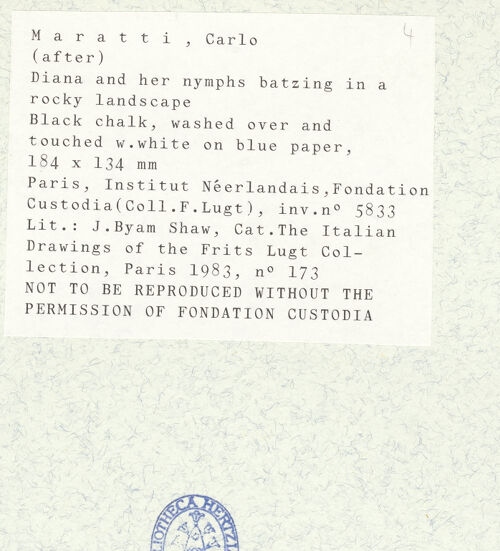 4
M a r a t t i , Carlo
(after)
Diana and her nymphs batzing in a
rocky landscape
Black chalk, washed over and
touched w.white on blue paper,
184 x 134 mm
Paris, Institut Néerlandais,Fondation
Custodia(Coll.F.Lugt), inv.nº 5833
Lit.: J.Byam Shaw, Cat.The Italian
Drawings of the Frits Lugt Col-
lection, Paris 1983, nº 173
NOT TO BE REPRODUCED WITHOUT THE
PERMISSION OF FONDATION CUSTODIA
BIBLIOTHECA HERTZI